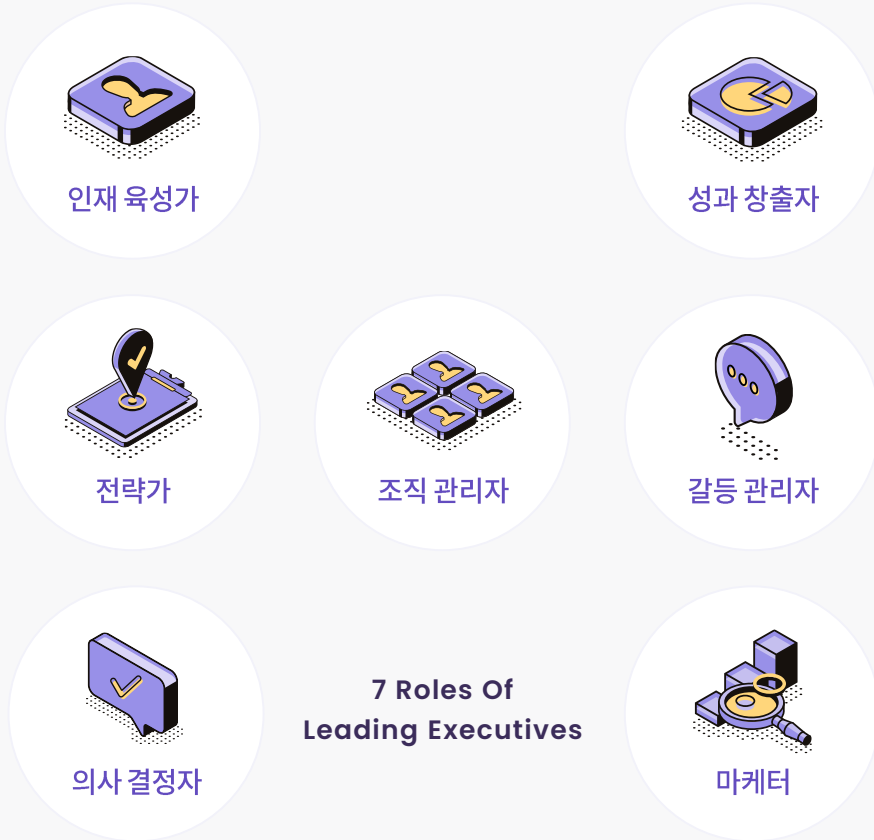 인재 육성가
성과 창출자
전략가
조직 관리자
갈등 관리자
의사 결정자
7 Roles Of
Leading Executives
마케터